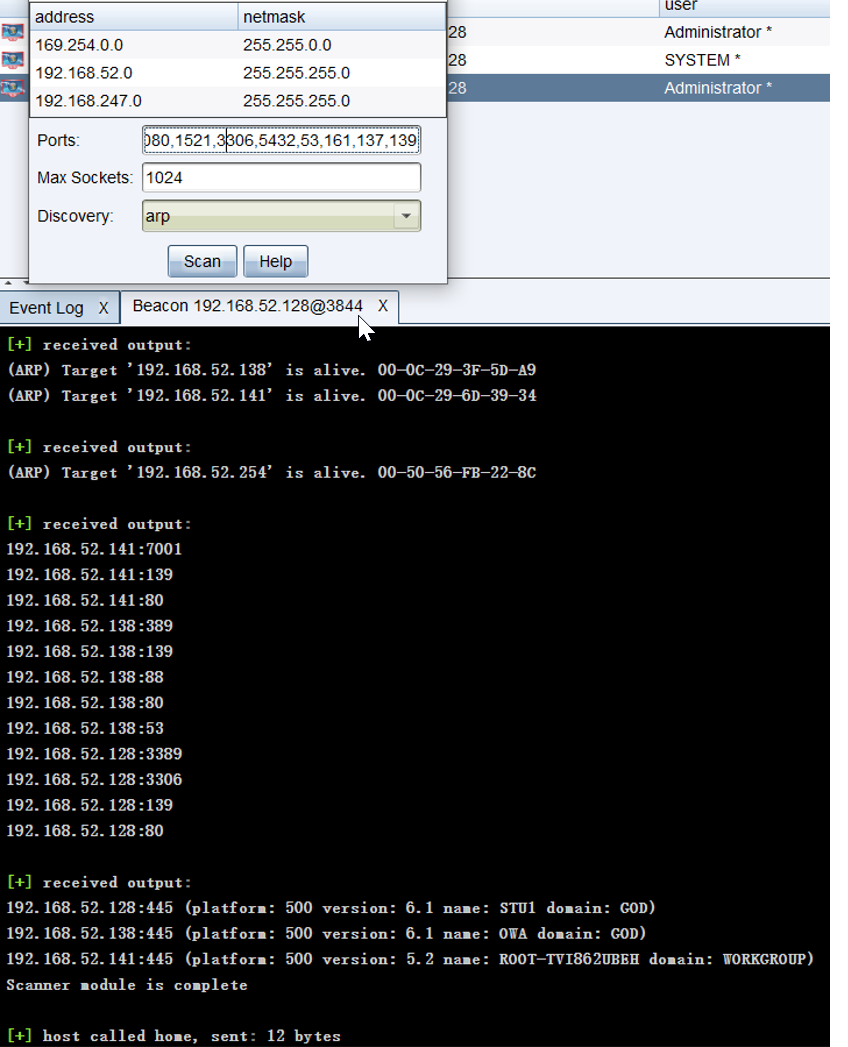 user
address netmask
169.254.0.0 255.255.0.0
28 Administrator *
192.168.52.0 255.255.255.0
28 SYSTEM *
192.168.247.0 255.255.255.0
28 Administrator *
Ports: 080,1521,3306,5432,53,161,137,139
Max Sockets: 1024
Discovery: arp
Scan Help
Event Log X Beacon 192.168.52.128@3844 X
[+] received output:
(ARP) Target '192.168.52.138' is alive. 00-0C-29-3F-5D-A9
(ARP) Target '192.168.52.141' is alive. 00-0C-29-6D-39-34
[+] received output:
(ARP) Target '192.168.52.254' is alive. 00-50-56-FB-22-8C
[+] received output:
192.168.52.141:7001
192.168.52.141:139
192.168.52.141:80
192.168.52.138:389
192.168.52.138:139
192.168.52.138:88
192.168.52.138:80
192.168.52.138:53
192.168.52.128:3389
192.168.52.128:3306
192.168.52.128:139
192.168.52.128:80
[+] received output:
192.168.52.128:445 (platform: 500 version: 6.1 name: STU1 domain: GOD)
192.168.52.138:445 (platform: 500 version: 6.1 name: OWA domain: GOD)
192.168.52.141:445 (platform: 500 version: 5.2 name: ROOT-TVI862UBEH domain: WORKGROUP)
Scanner module is complete
[+] host called home, sent: 12 bytes